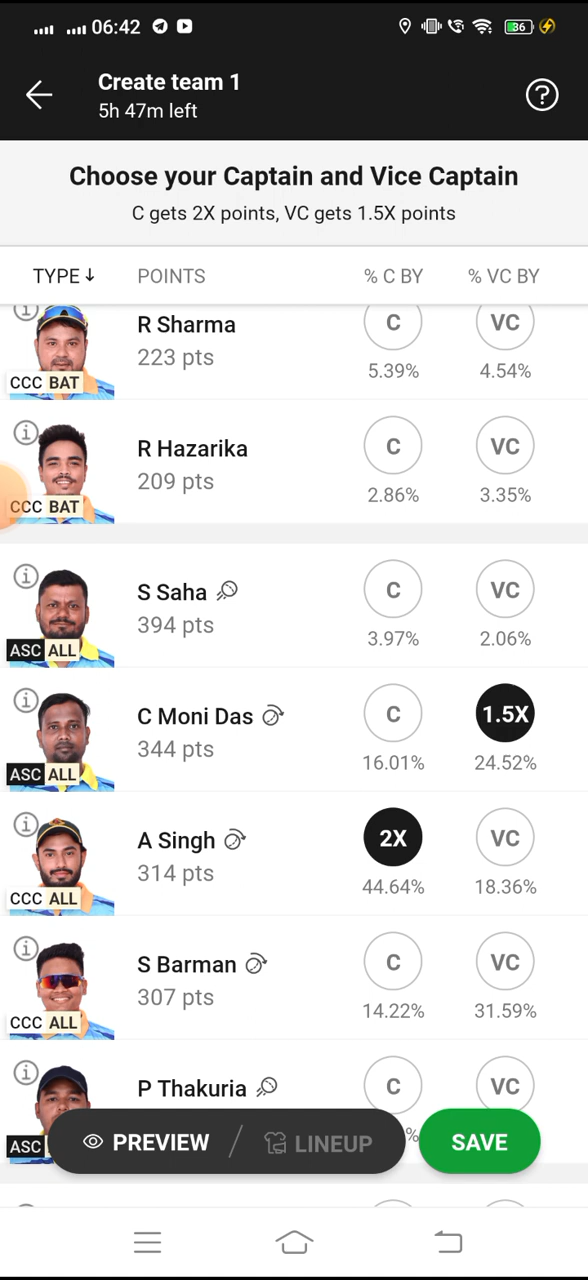 06:42
36
Create team 1
5h 47m left
?
Choose your Captain and Vice Captain
C gets 2X points, VC gets 1.5X points
TYPE ↓ POINTS % C BY % VC BY
R Sharma C VC
223 pts 5.39% 4.54%
CCC BAT
R Hazarika C VC
209 pts 2.86% 3.35%
CCC BAT
S Saha C VC
394 pts 3.97% 2.06%
ASC ALL
C Moni Das C 1.5X
344 pts 16.01% 24.52%
ASC ALL
A Singh 2X VC
314 pts 44.64% 18.36%
CCC ALL
S Barman C VC
307 pts 14.22% 31.59%
CCC ALL
P Thakuria C VC
%
ASC
PREVIEW / LINEUP SAVE